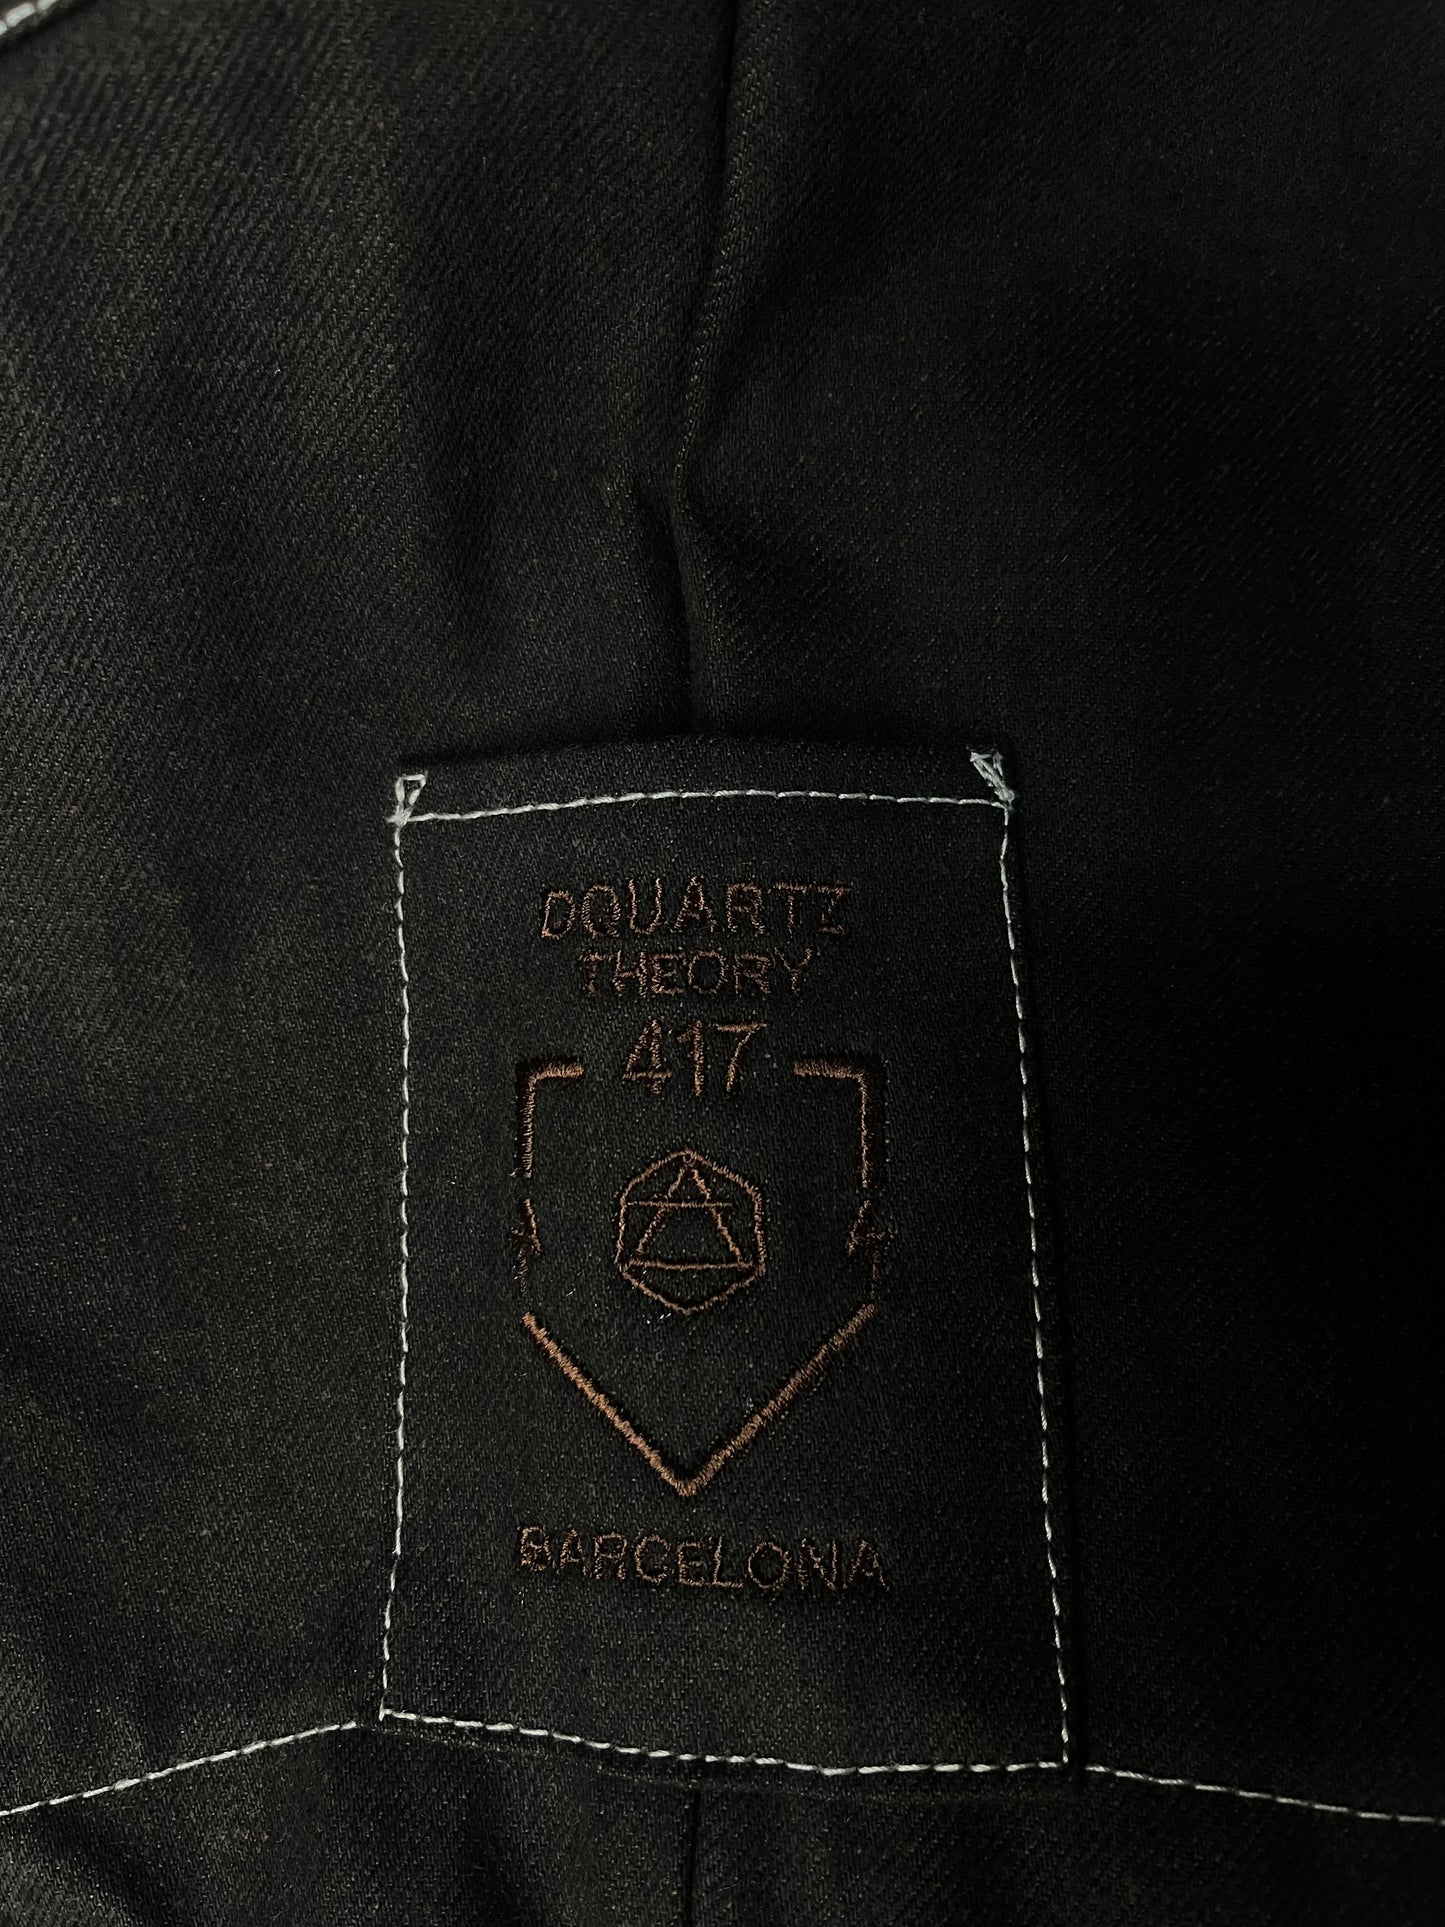 DQUARTZ
THEORY
417
BARCELONA